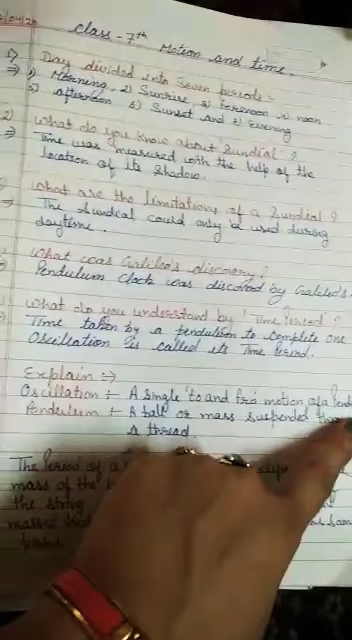 Class - 7th
Motion and time.
1) Day divided into Seven periods:-
⇒ 1) Morning 2) Sunrise 3) Forenoon 4) noon
5) afternoon 6) Sunset and 7) Evening
2) What do you know about Sundial ?
⇒ Time was measured with the help of the
location of its Shadow.
What are the limitations of a Sundial ?
The Sundeal could only be used during
daytime.
What was Galileo's discovery?
Pendulum Clock was discoverd by Galileo's.
What do you understand by 'Time Period' ?
Time taken by a pendulum to complete one
Oscillation is called its Time Period.
Explain :-
Oscillation :- A single 'to and fro' motion of a
Pendulum :- A ball or mass suspended
a thread.
The Period of a
mass of the
the string
mass